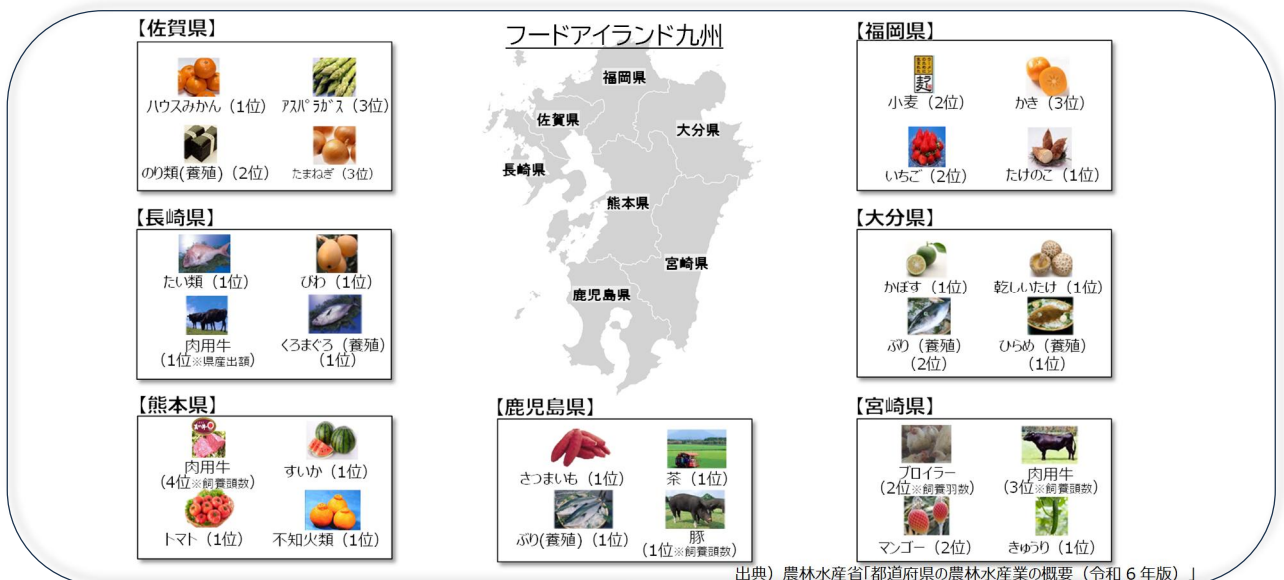 フードアイランド九州
福岡県
佐賀県
大分県
長崎県
熊本県
宮崎県
鹿児島県
【佐賀県】
ハウスみかん（1位）
アスパラガス（3位）
のり類(養殖)（2位）
たまねぎ（3位）
【福岡県】
小麦（2位）
かき（3位）
いちご（2位）
たけのこ（1位）
【長崎県】
たい類（1位）
びわ（1位）
肉用牛
（1位※県産出額）
くろまぐろ（養殖）
（1位）
【大分県】
かぼす（1位）
乾しいたけ（1位）
ぶり（養殖）
（2位）
ひらめ（養殖）
（1位）
【熊本県】
肉用牛
（4位※飼養頭数）
すいか（1位）
トマト（1位）
不知火類（1位）
【鹿児島県】
さつまいも（1位）
茶（1位）
ぶり(養殖)（1位）
豚
（1位※飼養頭数）
【宮崎県】
ブロイラー
（2位※飼養羽数）
肉用牛
（3位※飼養頭数）
マンゴー（2位）
きゅうり（1位）
出典）農林水産省「都道府県の農林水産業の概要（令和６年版）」